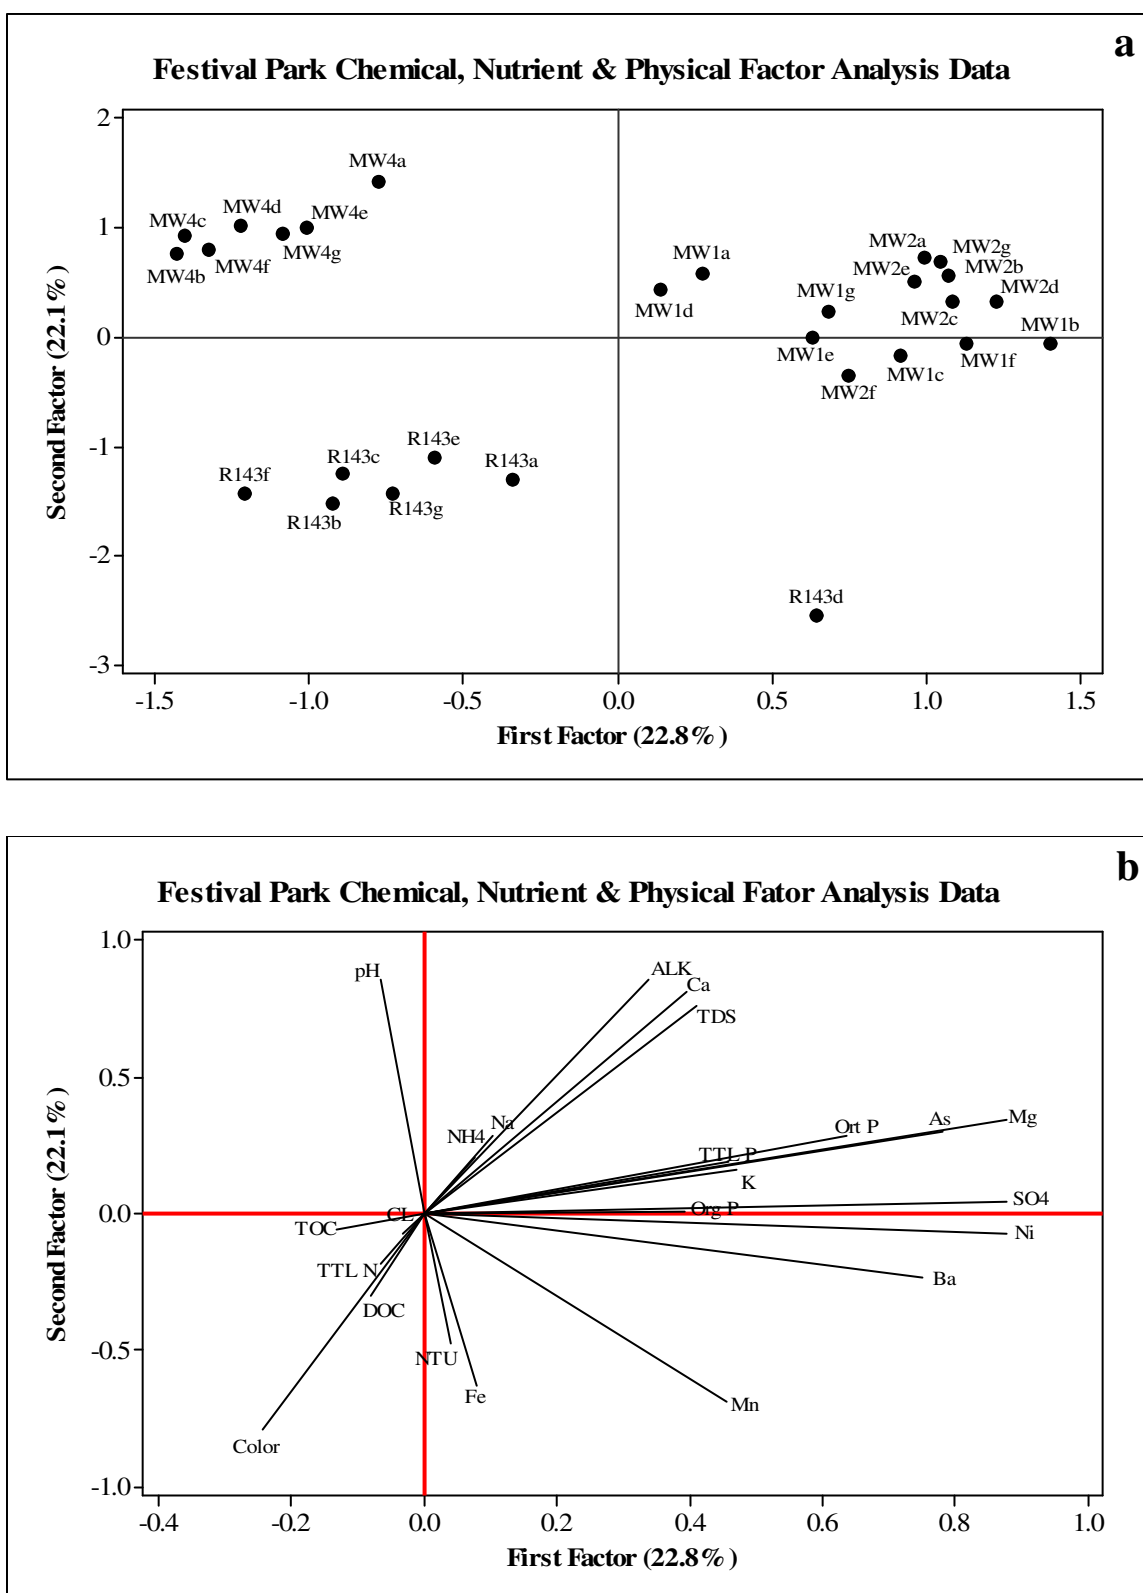 a
Festival Park Chemical, Nutrient & Physical Factor Analysis Data
2
1
0
-1
-2
-3
Second Factor (22.1%)
MW4a
MW4c
MW4d
MW4e
MW4b
MW4f
MW4g
MW1a
MW1d
MW2a
MW2g
MW2e
MW2b
MW1g
MW2d
MW2c
MW1b
MW1e
MW1f
MW1c
MW2f
R143e
R143c
R143a
R143f
R143g
R143b
R143d
-1.5 -1.0 -0.5 0.0 0.5 1.0 1.5
First Factor (22.8%)
b
Festival Park Chemical, Nutrient & Physical Fator Analysis Data
1.0
0.5
0.0
-0.5
-1.0
Second Factor (22.1%)
pH
ALK
Ca
TDS
Na
NH4
Ort P
As
Mg
TTL P
K
SO4
Org P
CL
TOC
Ni
TTL N
Ba
DOC
NTU
Fe
Mn
Color
-0.4 -0.2 0.0 0.2 0.4 0.6 0.8 1.0
First Factor (22.8%)